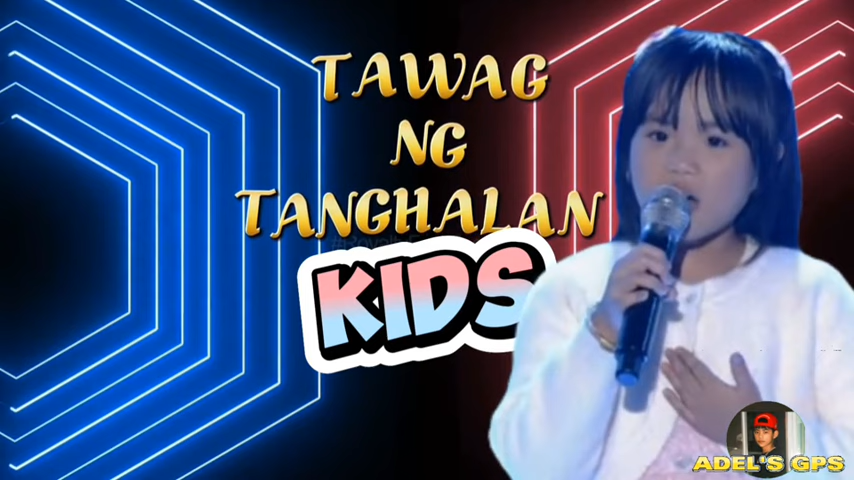 TAWAG
NG
TANGHALAN
KIDS
ADEL'S GPS